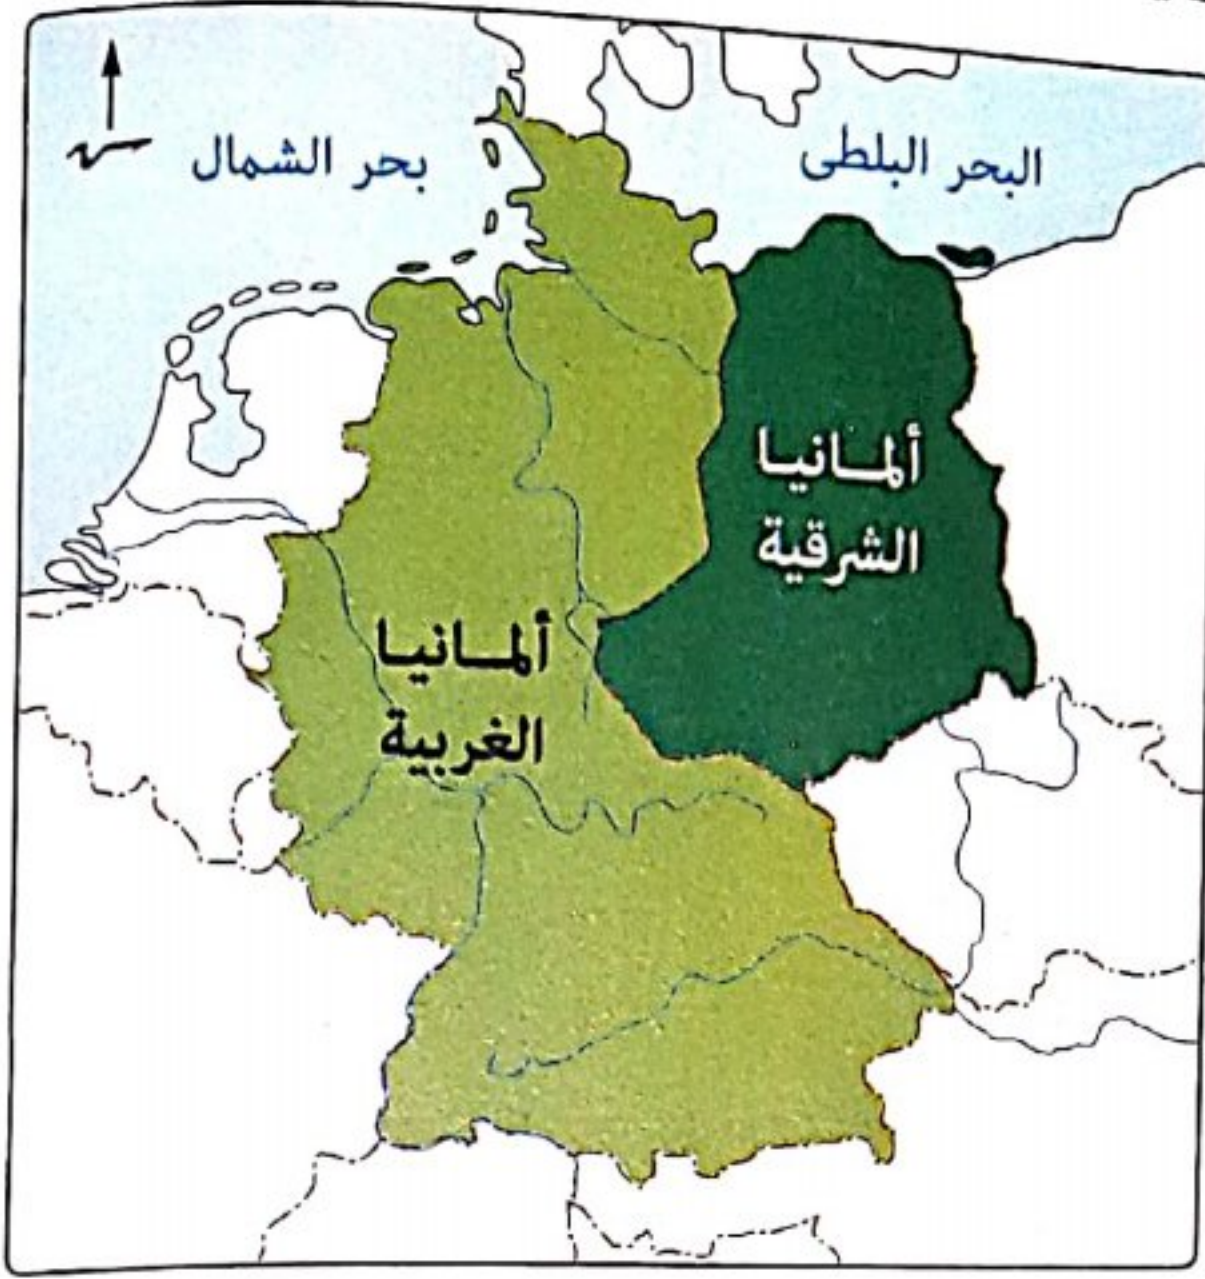 بحر الشمال
البحر البلطى
ألمانيا
الشرقية
ألمانيا
الغربية